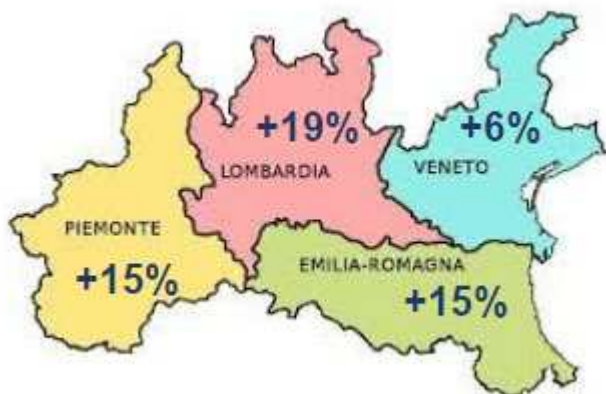 +19%
LOMBARDIA
+6%
VENETO
PIEMONTE
+15%
EMILIA-ROMAGNA
+15%